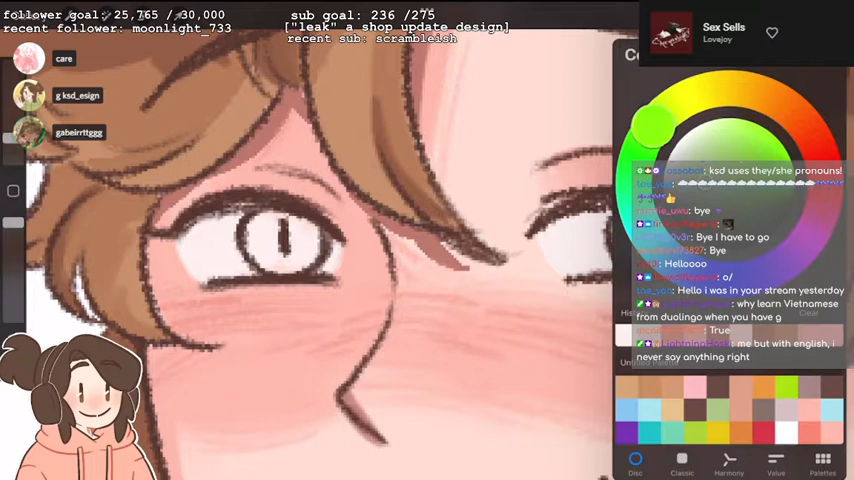 follower goal: 25,765 / 30,000
recent follower: moonlight_733
sub goal: 236 /275
["leak" a shop update design]
recent sub: scrambleish
Sex Sells
Lovejoy
care
g ksd_esign
gabeirrttggg
ksd uses they/she pronouns!
bye
Bye I have to go
Bye
Helloooo
o/
tae_yaa: Hello i was in your stream yesterday
why learn Vietnamese
from duolingo when you have g
True
LightningHask: me but with english, i
never say anything right
Clear
Disc
Classic
Harmony
Value
Palettes